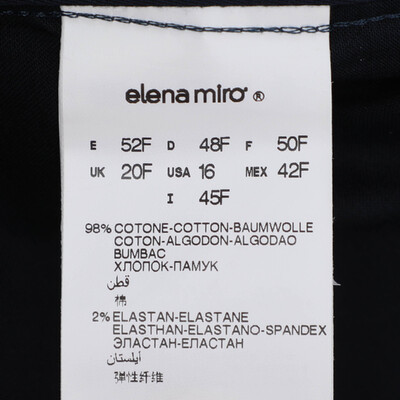 elena mirò ®
E 52F D 48F F 50F
UK 20F USA 16 MEX 42F
I 45F
98% COTONE-COTTON-BAUMWOLLE
COTON-ALGODON-ALGODAO
BUMBAC
ХЛОПОК-ПАМУК
قطن
棉
2% ELASTAN-ELASTANE
ELASTHAN-ELASTANO-SPANDEX
ЭЛАСТАН-ЕЛАСТАН
أيلستان
弹性纤维